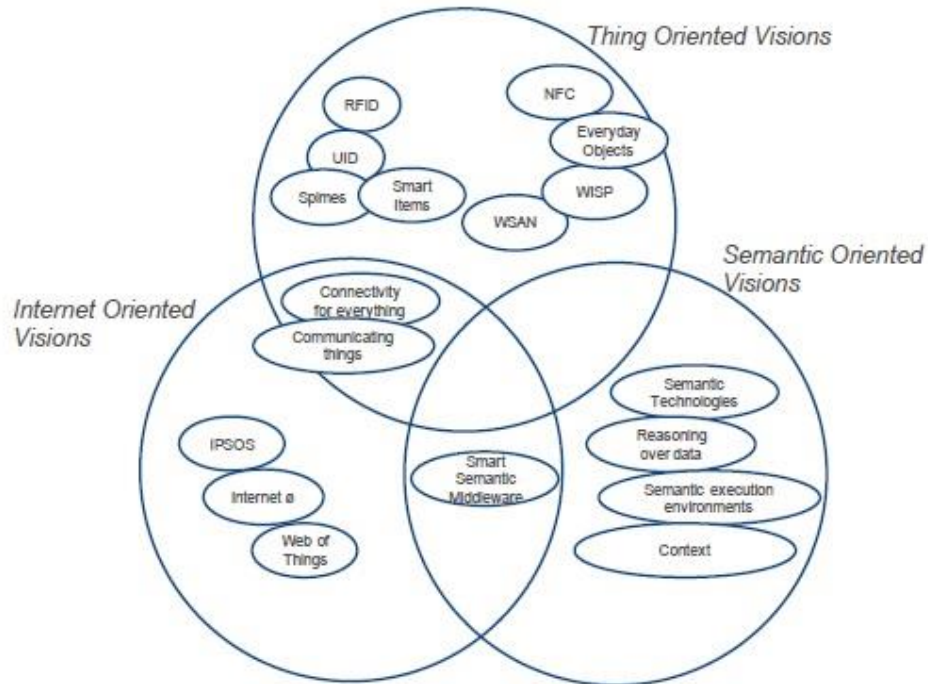 Thing Oriented Visions
RFID
NFC
Everyday
Objects
UID
Spimes
Smart
Items
WISP
WSAN
Semantic Oriented
Visions
Internet Oriented
Visions
Connectivity
for everything
Communicating
things
Semantic
Technologies
IPSOS
Reasoning
over data
Smart
Semantic
Middleware
Internet ø
Semantic execution
environments
Web of
Things
Context